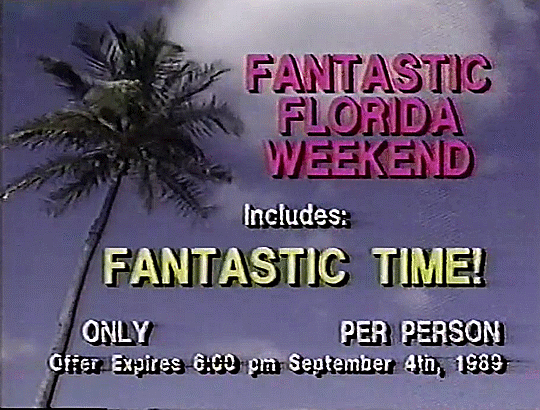 FANTASTIC
FLORIDA
WEEKEND
Includes:
FANTASTIC TIME!
ONLY PER PERSON
Offer Expires 6:00 pm September 4th, 1989